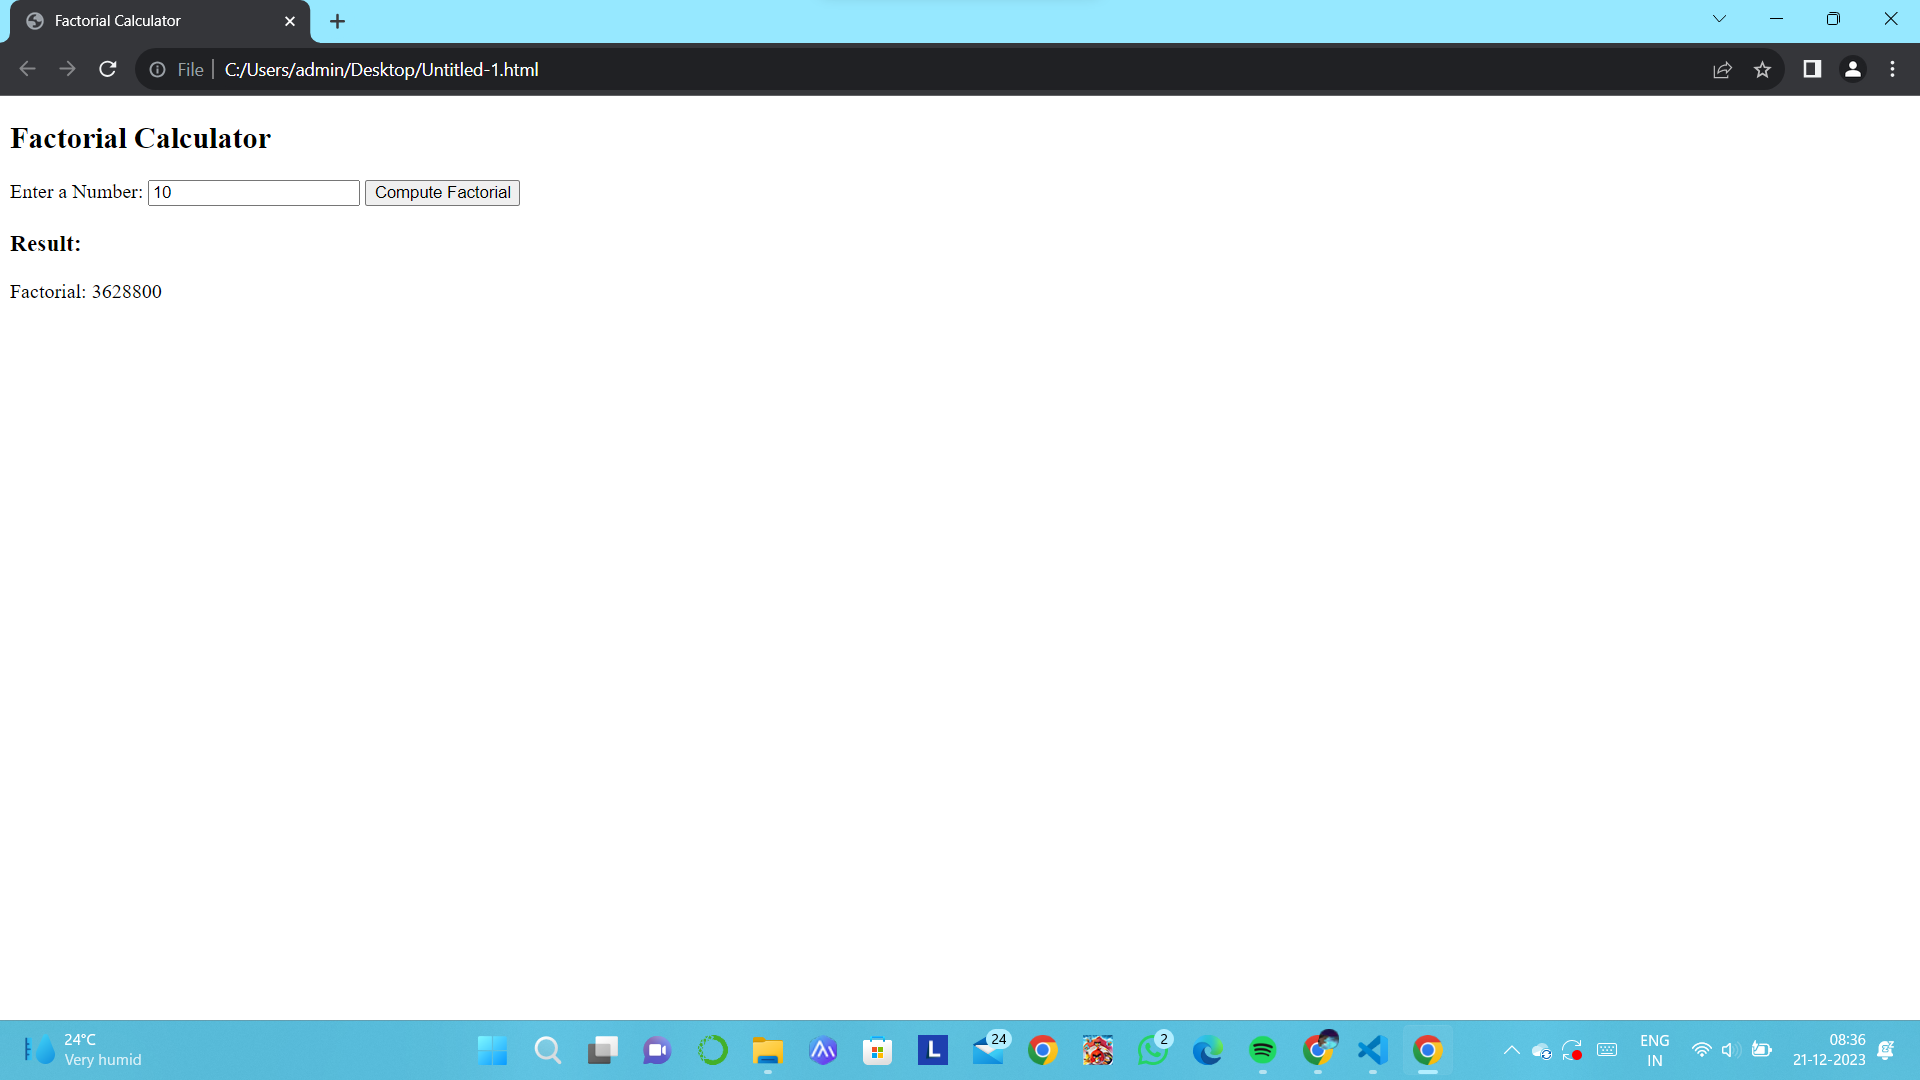 Factorial Calculator
File
C:/Users/admin/Desktop/Untitled-1.html
Factorial Calculator
Enter a Number: 10 Compute Factorial
Result:
Factorial: 3628800
24°C
Very humid
L
24
2
ENG
IN
08:36
21-12-2023